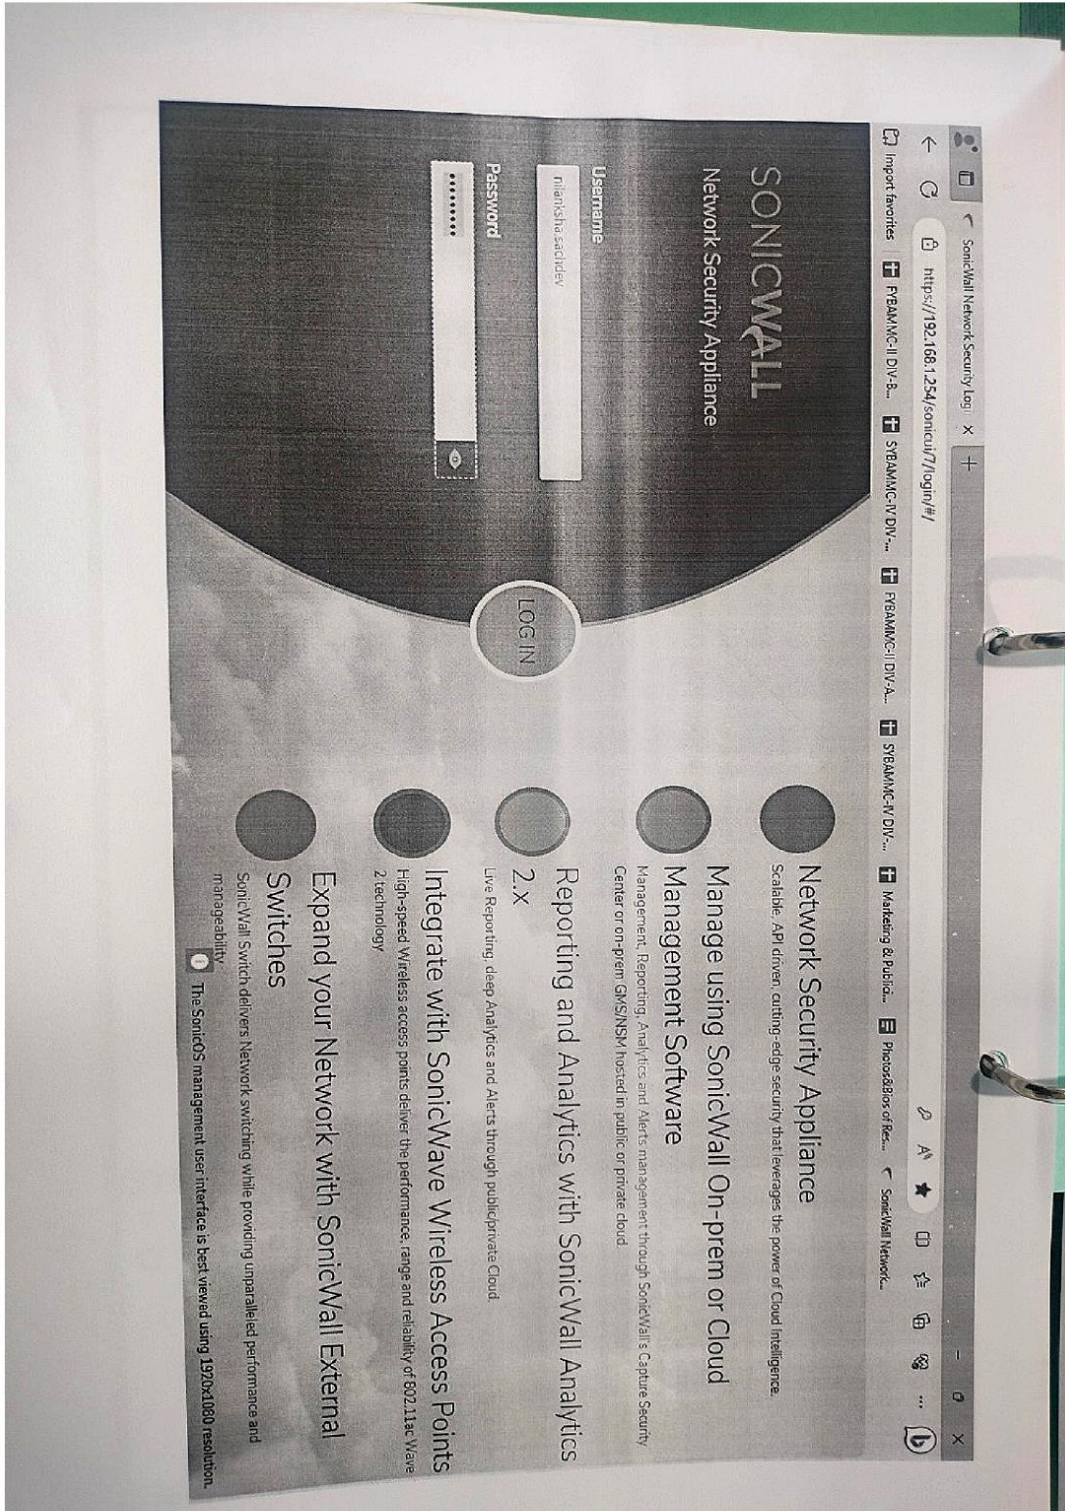 SonicWall Network Security Logi
https://192.168.1.254/sonicui/7/login/#/
Import favorites FYBAMMC-II DIV-B... SYBAMMC-IV DIV-... FYBAMMC-II DIV-A... SYBAMMC-IV DIV-... Marketing & Publici... Photos&Bios of Res... SonicWall Network...
SONICWALL
Network Security Appliance
Username
nilanksha.sachdev
Password
LOG IN
Network Security Appliance
Scalable, API driven, cutting-edge security that leverages the power of Cloud Intelligence.
Manage using SonicWall On-prem or Cloud
Management Software
Management, Reporting, Analytics and Alerts management through SonicWall's Capture Security
Center or on-prem GMS/NSM hosted in public or private cloud.
Reporting and Analytics with SonicWall Analytics
2.x
Live Reporting, deep Analytics and Alerts through public/private Cloud.
Integrate with SonicWave Wireless Access Points
High-speed Wireless access points deliver the performance, range and reliability of 802.11ac Wave
2 technology
Expand your Network with SonicWall External
Switches
SonicWall Switch delivers Network switching while providing unparalleled performance and
manageability
The SonicOS management user interface is best viewed using 1920x1080 resolution.